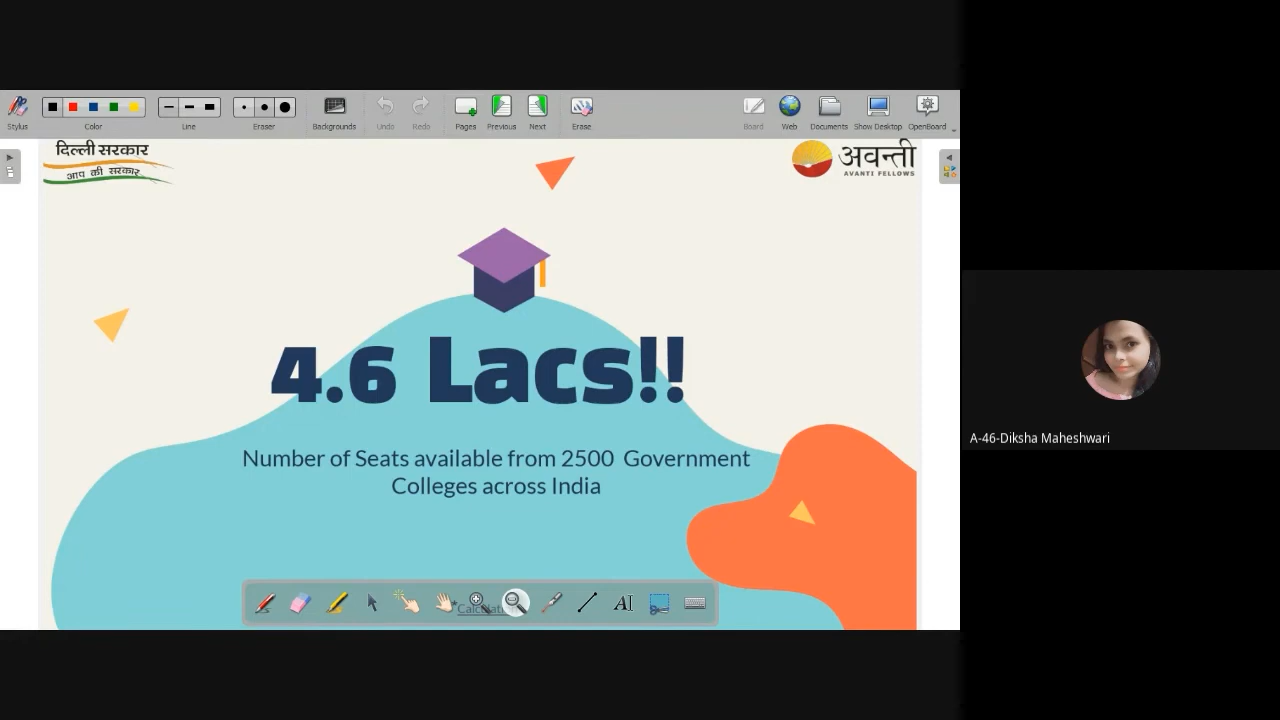 Stylus
Color
Line
Eraser
Backgrounds
Undo
Redo
Pages
Previous
Next
Erase
Board
Web
Documents
Show Desktop
OpenBoard
दिल्ली सरकार
आप की सरकार
अवन्ती
AVANTI FELLOWS
4.6 Lacs!!
Number of Seats available from 2500 Government
Colleges across India
A-46-Diksha Maheshwari